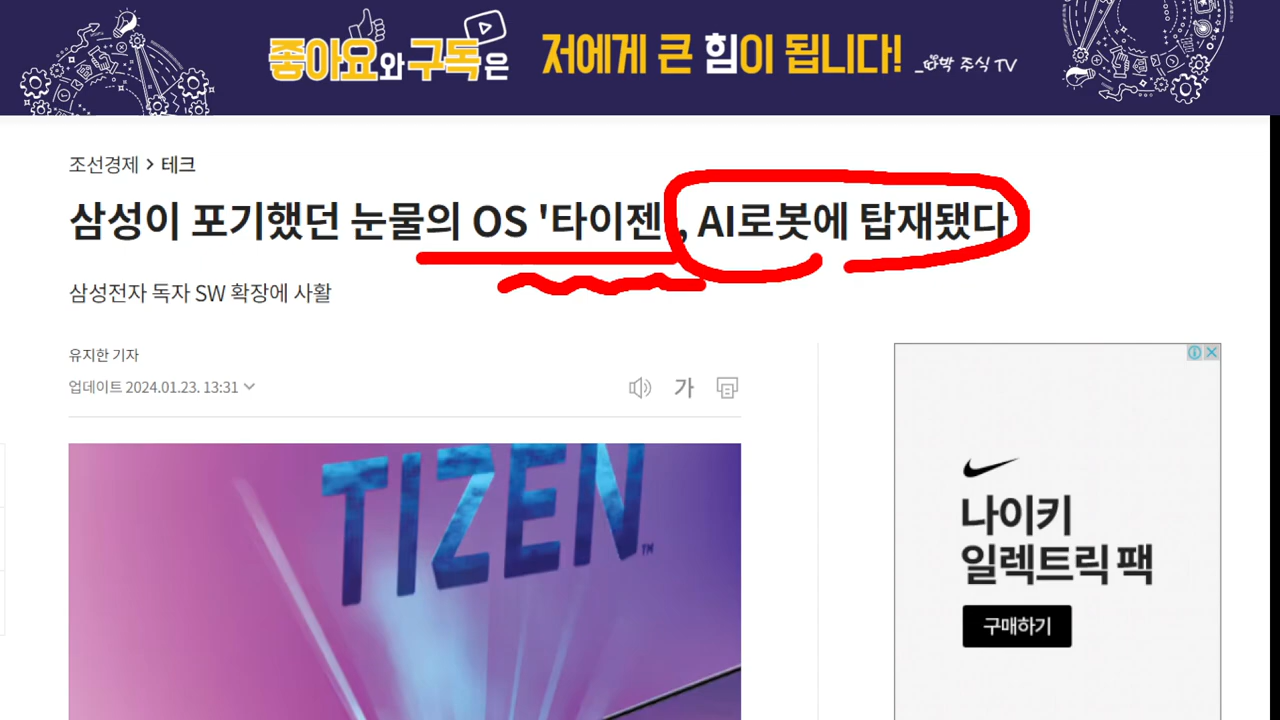 좋아요와 구독은 저에게 큰 힘이 됩니다!
박 주식 TV
조선경제 > 테크
삼성이 포기했던 눈물의 OS '타이젠', AI로봇에 탑재됐다
삼성전자 독자 SW 확장에 사활
유지한 기자
업데이트 2024.01.23. 13:31
가
TIZEN™
나이키
일렉트릭 팩
구매하기